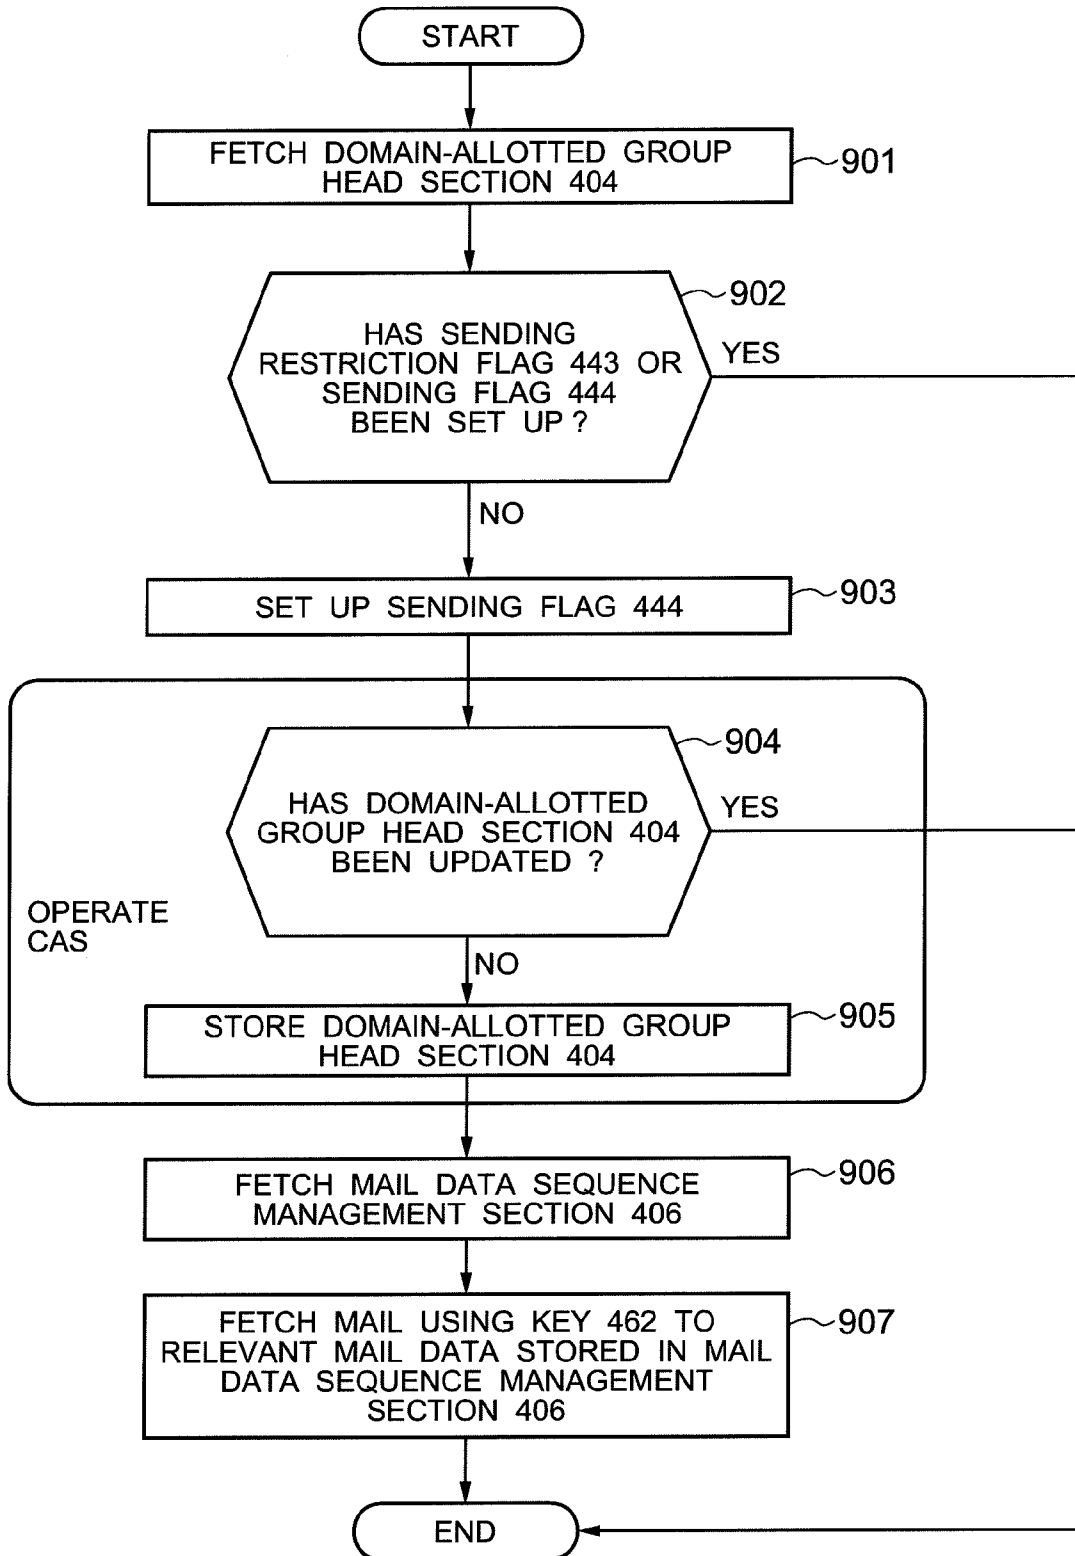 START
FETCH DOMAIN-ALLOTTED GROUP
HEAD SECTION 404
901
902
HAS SENDING
RESTRICTION FLAG 443 OR
SENDING FLAG 444
BEEN SET UP ?
YES
NO
SET UP SENDING FLAG 444
903
904
HAS DOMAIN-ALLOTTED
GROUP HEAD SECTION 404
BEEN UPDATED ?
YES
OPERATE
CAS
NO
STORE DOMAIN-ALLOTTED GROUP
HEAD SECTION 404
905
FETCH MAIL DATA SEQUENCE
MANAGEMENT SECTION 406
906
FETCH MAIL USING KEY 462 TO
RELEVANT MAIL DATA STORED IN MAIL
DATA SEQUENCE MANAGEMENT
SECTION 406
907
END